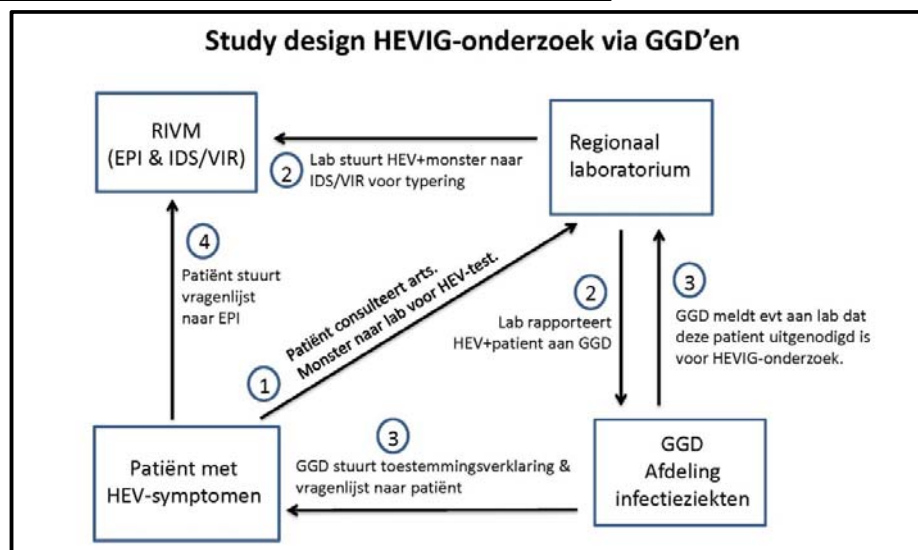 Study design HEVIG-onderzoek via GGD'en
RIVM
(EPI & IDS/VIR)
Regionaal
laboratorium
2
Lab stuurt HEV+monster naar
IDS/VIR voor typering
4
Patiënt stuurt
vragenlijst
naar EPI
1
Patiënt consulteert arts.
Monster naar lab voor HEV-test.
2
Lab rapporteert
HEV+patient aan GGD
3
GGD meldt evt aan lab dat
deze patient uitgenodigd is
voor HEVIG-onderzoek.
Patiënt met
HEV-symptomen
3
GGD stuurt toestemmingsverklaring &
vragenlijst naar patiënt
GGD
Afdeling
infectieziekten